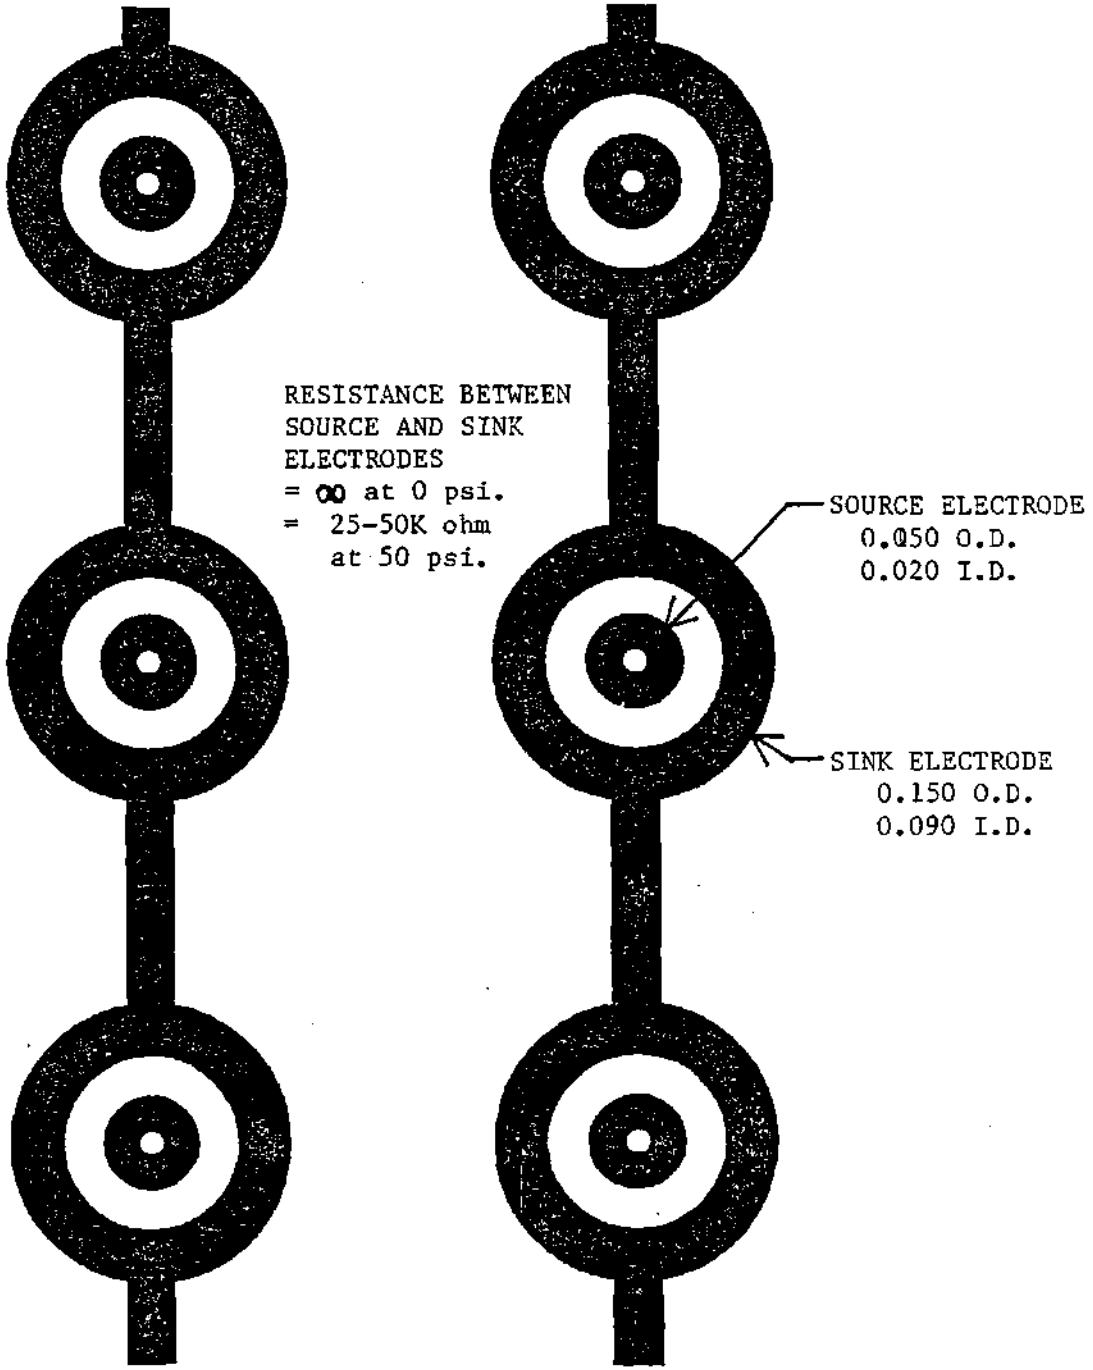 RESISTANCE BETWEEN
SOURCE AND SINK
ELECTRODES
= ∞ at 0 psi.
= 25-50K ohm
at 50 psi.
SOURCE ELECTRODE
0.050 O.D.
0.020 I.D.
SINK ELECTRODE
0.150 O.D.
0.090 I.D.